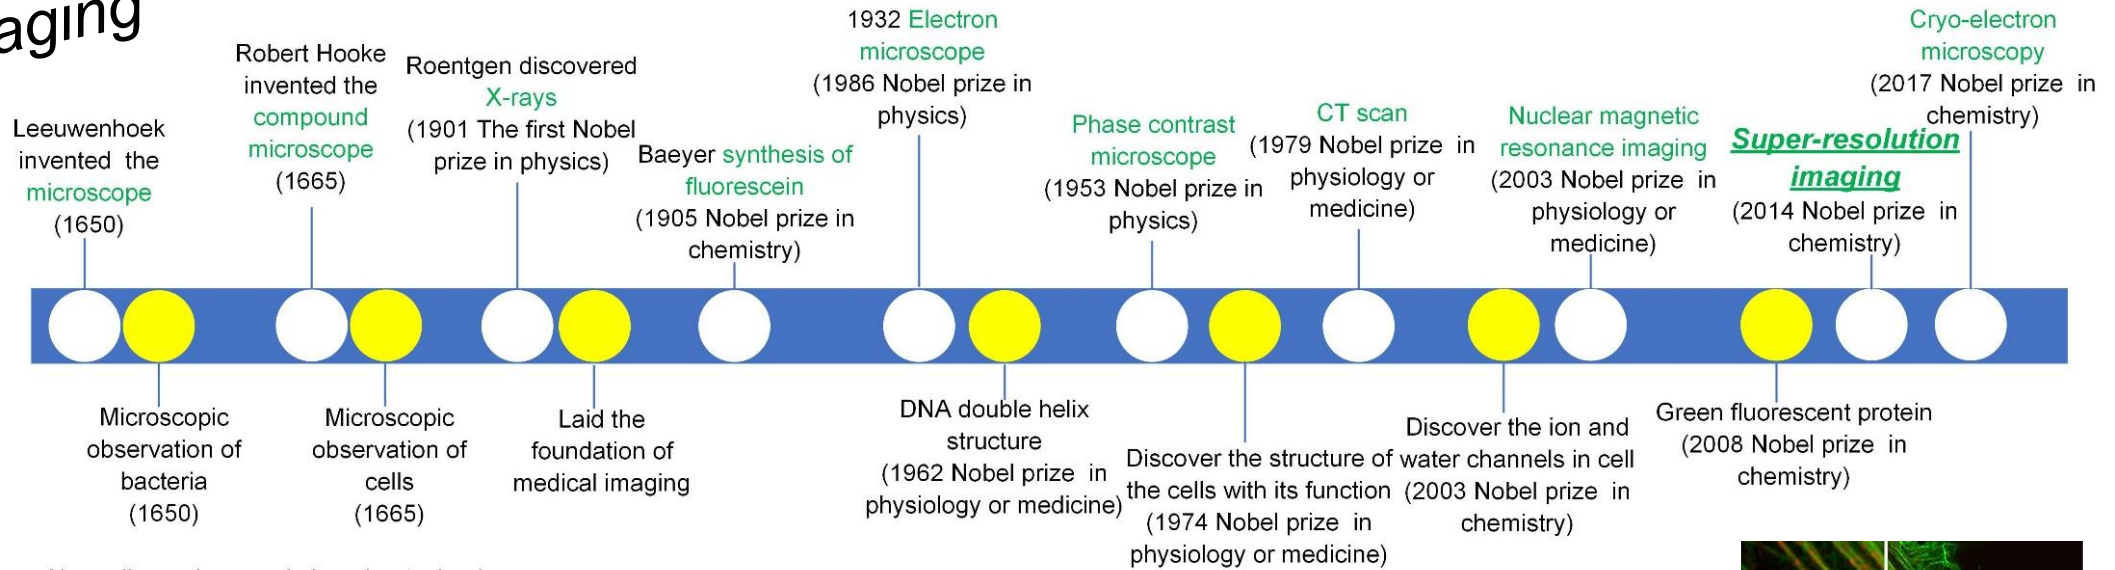 aging
Leeuwenhoek
invented the
microscope
(1650)
Robert Hooke
invented the
compound
microscope
(1665)
Roentgen discovered
X-rays
(1901 The first Nobel
prize in physics)
Baeyer synthesis of
fluorescein
(1905 Nobel prize in
chemistry)
1932 Electron
microscope
(1986 Nobel prize in
physics)
Phase contrast
microscope
(1953 Nobel prize in
physics)
CT scan
(1979 Nobel prize in
physiology or
medicine)
Nuclear magnetic
resonance imaging
(2003 Nobel prize in
physiology or
medicine)
Super-resolution
imaging
(2014 Nobel prize in
chemistry)
Cryo-electron
microscopy
(2017 Nobel prize in
chemistry)
Microscopic
observation of
bacteria
(1650)
Microscopic
observation of
cells
(1665)
Laid the
foundation of
medical imaging
DNA double helix
structure
(1962 Nobel prize in
physiology or medicine)
Discover the structure of
the cells with its function
(1974 Nobel prize in
physiology or medicine)
Discover the ion and
water channels in cell
(2003 Nobel prize in
chemistry)
Green fluorescent protein
(2008 Nobel prize in
chemistry)